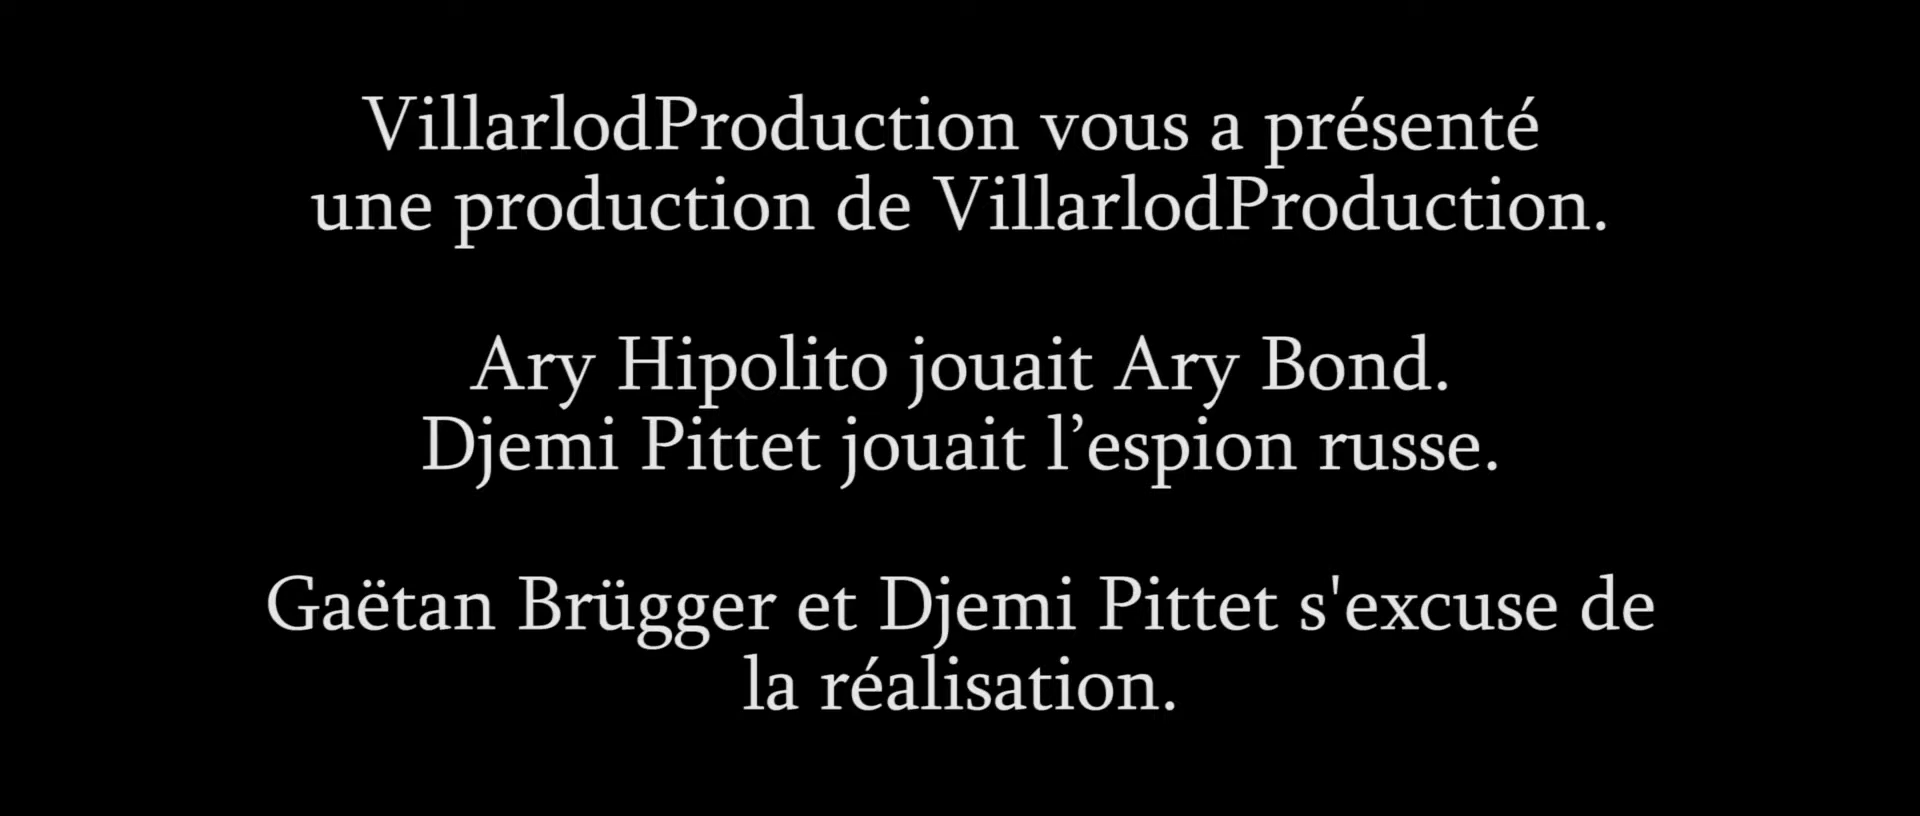 VillarlodProduction vous a présenté
une production de VillarlodProduction.
Ary Hipolito jouait Ary Bond.
Djemi Pittet jouait l’espion russe.
Gaëtan Brügger et Djemi Pittet s'excuse de
la réalisation.